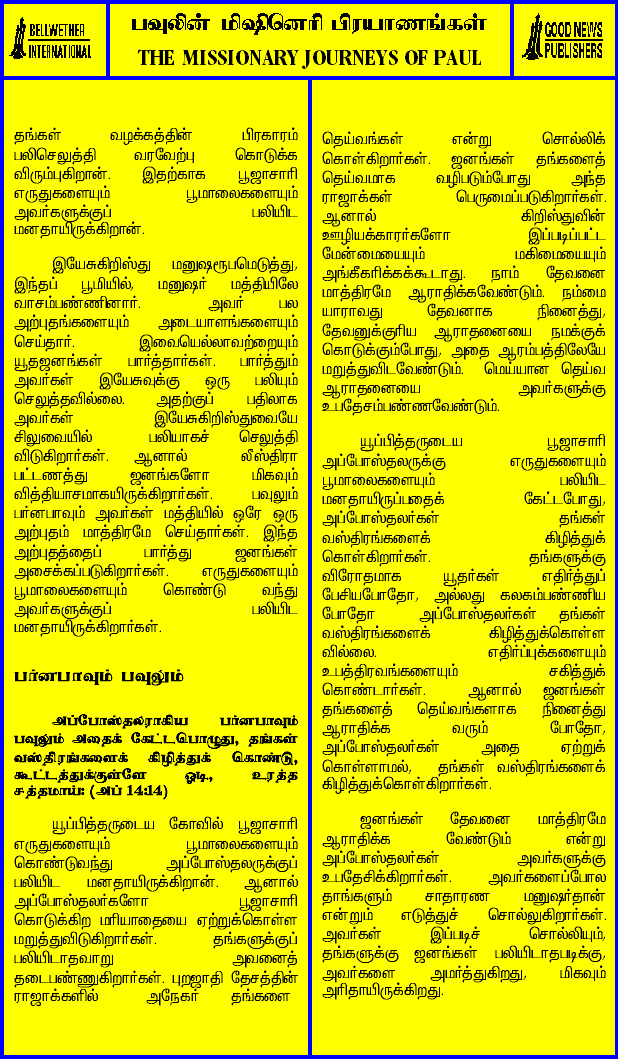 BELLWETHER
INTERNATIONAL
பவுலின் மிஷினெரி பிரயாணங்கள்
THE MISSIONARY JOURNEYS OF PAUL
GOOD NEWS
PUBLISHERS
தங்கள் வழக்கத்தின் பிரகாரம்
பலிசெலுத்தி வரவேற்பு கொடுக்க
விரும்புகிறான். இதற்காக பூஜாசாரி
எருதுகளையும் பூமாலைகளையும்
அவர்களுக்குப் பலியிட
மனதாயிருக்கிறான்.
இயேசுகிறிஸ்து மனுஷரூபமெடுத்து,
இந்தப் பூமியில், மனுஷர் மத்தியிலே
வாசம்பண்ணினார். அவர் பல
அற்புதங்களையும் அடையாளங்களையும்
செய்தார். இவையெல்லாவற்றையும்
யூதஜனங்கள் பார்த்தார்கள். பார்த்தும்
அவர்கள் இயேசுவுக்கு ஒரு பலியும்
செலுத்தவில்லை. அதற்குப் பதிலாக
அவர்கள் இயேசுகிறிஸ்துவையே
சிலுவையில் பலியாகச் செலுத்தி
விடுகிறார்கள். ஆனால் லீஸ்திரா
பட்டணத்து ஜனங்களோ மிகவும்
வித்தியாசமாகயிருக்கிறார்கள். பவுலும்
பர்னபாவும் அவர்கள் மத்தியில் ஒரே ஒரு
அற்புதம் மாத்திரமே செய்தார்கள். இந்த
அற்புதத்தைப் பார்த்து ஜனங்கள்
அசைக்கப்படுகிறார்கள். எருதுகளையும்
பூமாலைகளையும் கொண்டு வந்து
அவர்களுக்குப் பலியிட
மனதாயிருக்கிறார்கள்.
பர்னபாவும் பவுலும்
அப்போஸ்தலராகிய பர்னபாவும்
பவுலும் அதைக் கேட்டபொழுது, தங்கள்
வஸ்திரங்களைக் கிழித்துக் கொண்டு,
கூட்டத்துக்குள்ளே ஓடி, உரத்த
சத்தமாய்: (அப் 14:14)
யூப்பித்தருடைய கோவில் பூஜாசாரி
எருதுகளையும் பூமாலைகளையும்
கொண்டுவந்து அப்போஸ்தலருக்குப்
பலியிட மனதாயிருக்கிறான். ஆனால்
அப்போஸ்தலர்களோ பூஜாசாரி
கொடுக்கிற மரியாதையை ஏற்றுக்கொள்ள
மறுத்துவிடுகிறார்கள். தங்களுக்குப்
பலியிடாதவாறு அவனைத்
தடைபண்ணுகிறார்கள். புறஜாதி தேசத்தின்
ராஜாக்களில் அநேகர் தங்களை
தெய்வங்கள் என்று சொல்லிக்
கொள்கிறார்கள். ஜனங்கள் தங்களைத்
தெய்வமாக வழிபடும்போது அந்த
ராஜாக்கள் பெருமைப்படுகிறார்கள்.
ஆனால் கிறிஸ்துவின்
ஊழியக்காரர்களோ இப்படிப்பட்ட
மேன்மையையும் மகிமையையும்
அங்கீகரிக்கக்கூடாது. நாம் தேவனை
மாத்திரமே ஆராதிக்கவேண்டும். நம்மை
யாராவது தேவனாக நினைத்து,
தேவனுக்குரிய ஆராதனையை நமக்குக்
கொடுக்கும்போது, அதை ஆரம்பத்திலேயே
மறுத்துவிடவேண்டும். மெய்யான தெய்வ
ஆராதனையை அவர்களுக்கு
உபதேசம்பண்ணவேண்டும்.
யூப்பித்தருடைய பூஜாசாரி
அப்போஸ்தலருக்கு எருதுகளையும்
பூமாலைகளையும் பலியிட
மனதாயிருப்பதைக் கேட்டபோது,
அப்போஸ்தலர்கள் தங்கள்
வஸ்திரங்களைக் கிழித்துக்
கொள்கிறார்கள். தங்களுக்கு
விரோதமாக யூதர்கள் எதிர்த்துப்
பேசியபோதோ, அல்லது கலகம்பண்ணிய
போதோ அப்போஸ்தலர்கள் தங்கள்
வஸ்திரங்களைக் கிழித்துக்கொள்ள
வில்லை. எதிர்ப்புக்களையும்
உபத்திரவங்களையும் சகித்துக்
கொண்டார்கள். ஆனால் ஜனங்கள்
தங்களைத் தெய்வங்களாக நினைத்து
ஆராதிக்க வரும் போதோ,
அப்போஸ்தலர்கள் அதை ஏற்றுக்
கொள்ளாமல், தங்கள் வஸ்திரங்களைக்
கிழித்துக்கொள்கிறார்கள்.
ஜனங்கள் தேவனை மாத்திரமே
ஆராதிக்க வேண்டும் என்று
அப்போஸ்தலர்கள் அவர்களுக்கு
உபதேசிக்கிறார்கள். அவர்களைப்போல
தாங்களும் சாதாரண மனுஷர்தான்
என்றும் எடுத்துச் சொல்லுகிறார்கள்.
அவர்கள் இப்படிச் சொல்லியும்,
தங்களுக்கு ஜனங்கள் பலியிடாதபடிக்கு,
அவர்களை அமர்த்துகிறது, மிகவும்
அரிதாயிருக்கிறது.